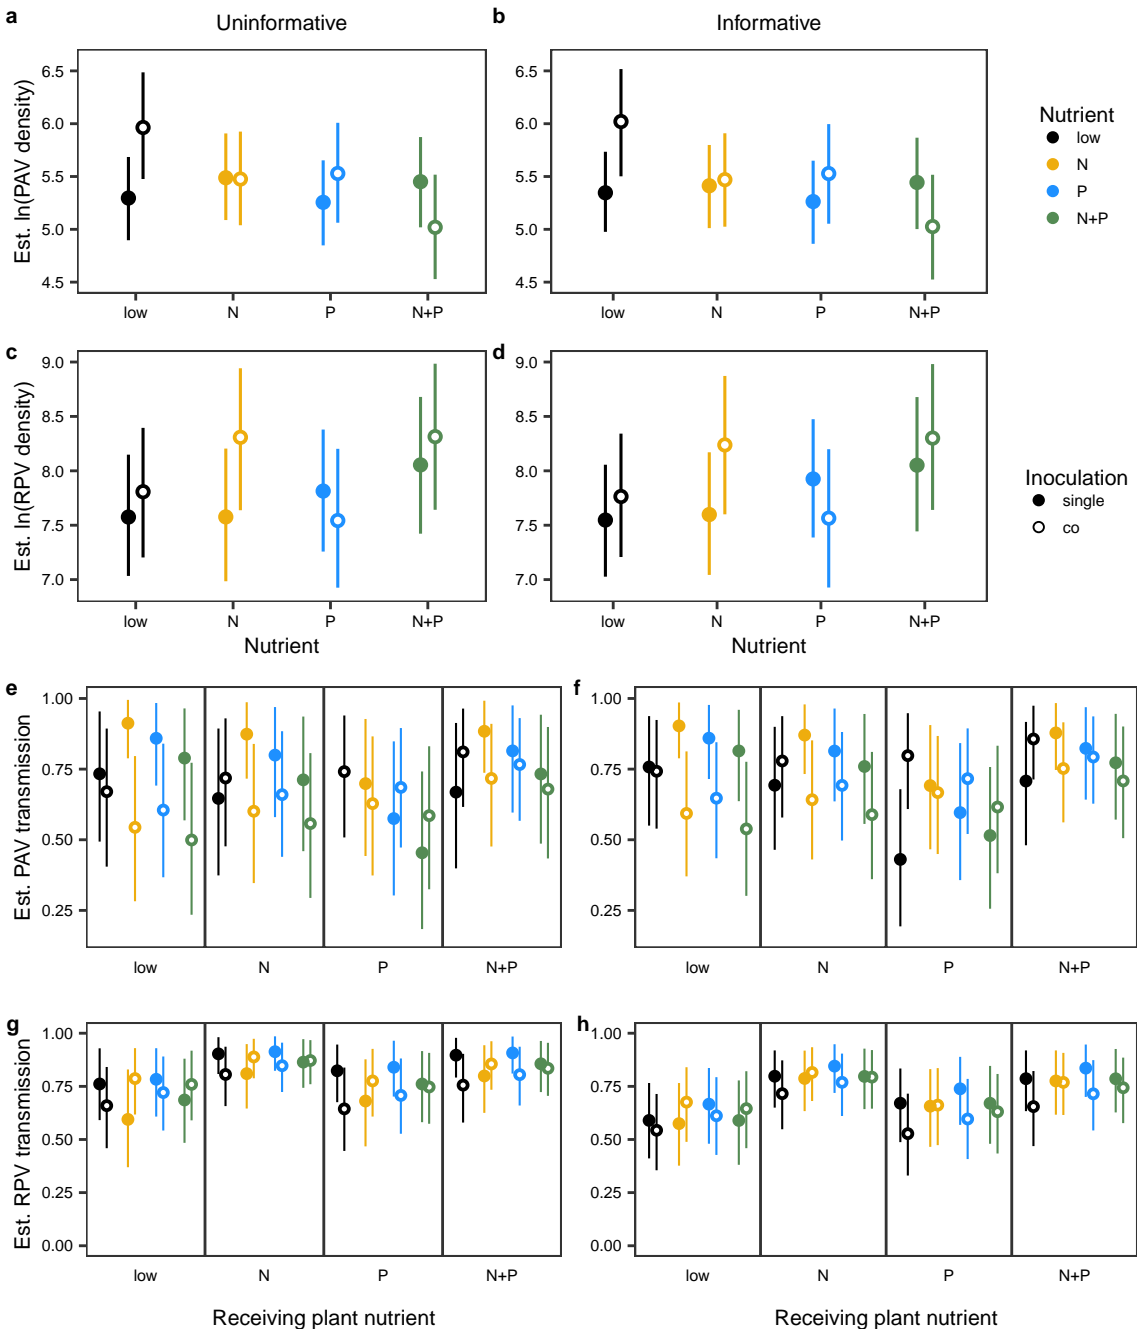 a Uninformative b Informative
Est. ln(PAV density)
6.5
6.0
5.5
5.0
4.5
low N P N+P
6.5
6.0
5.5
5.0
4.5
low N P N+P
Nutrient
low
N
P
N+P
c d
Est. ln(RPV density)
9.0
8.5
8.0
7.5
7.0
low N P N+P
Nutrient
9.0
8.5
8.0
7.5
7.0
low N P N+P
Nutrient
Inoculation
single
co
e f
Est. PAV transmission
1.00
0.75
0.50
0.25
low N P N+P
1.00
0.75
0.50
0.25
low N P N+P
g h
Est. RPV transmission
1.00
0.75
0.50
0.25
0.00
low N P N+P
Receiving plant nutrient
1.00
0.75
0.50
0.25
0.00
low N P N+P
Receiving plant nutrient